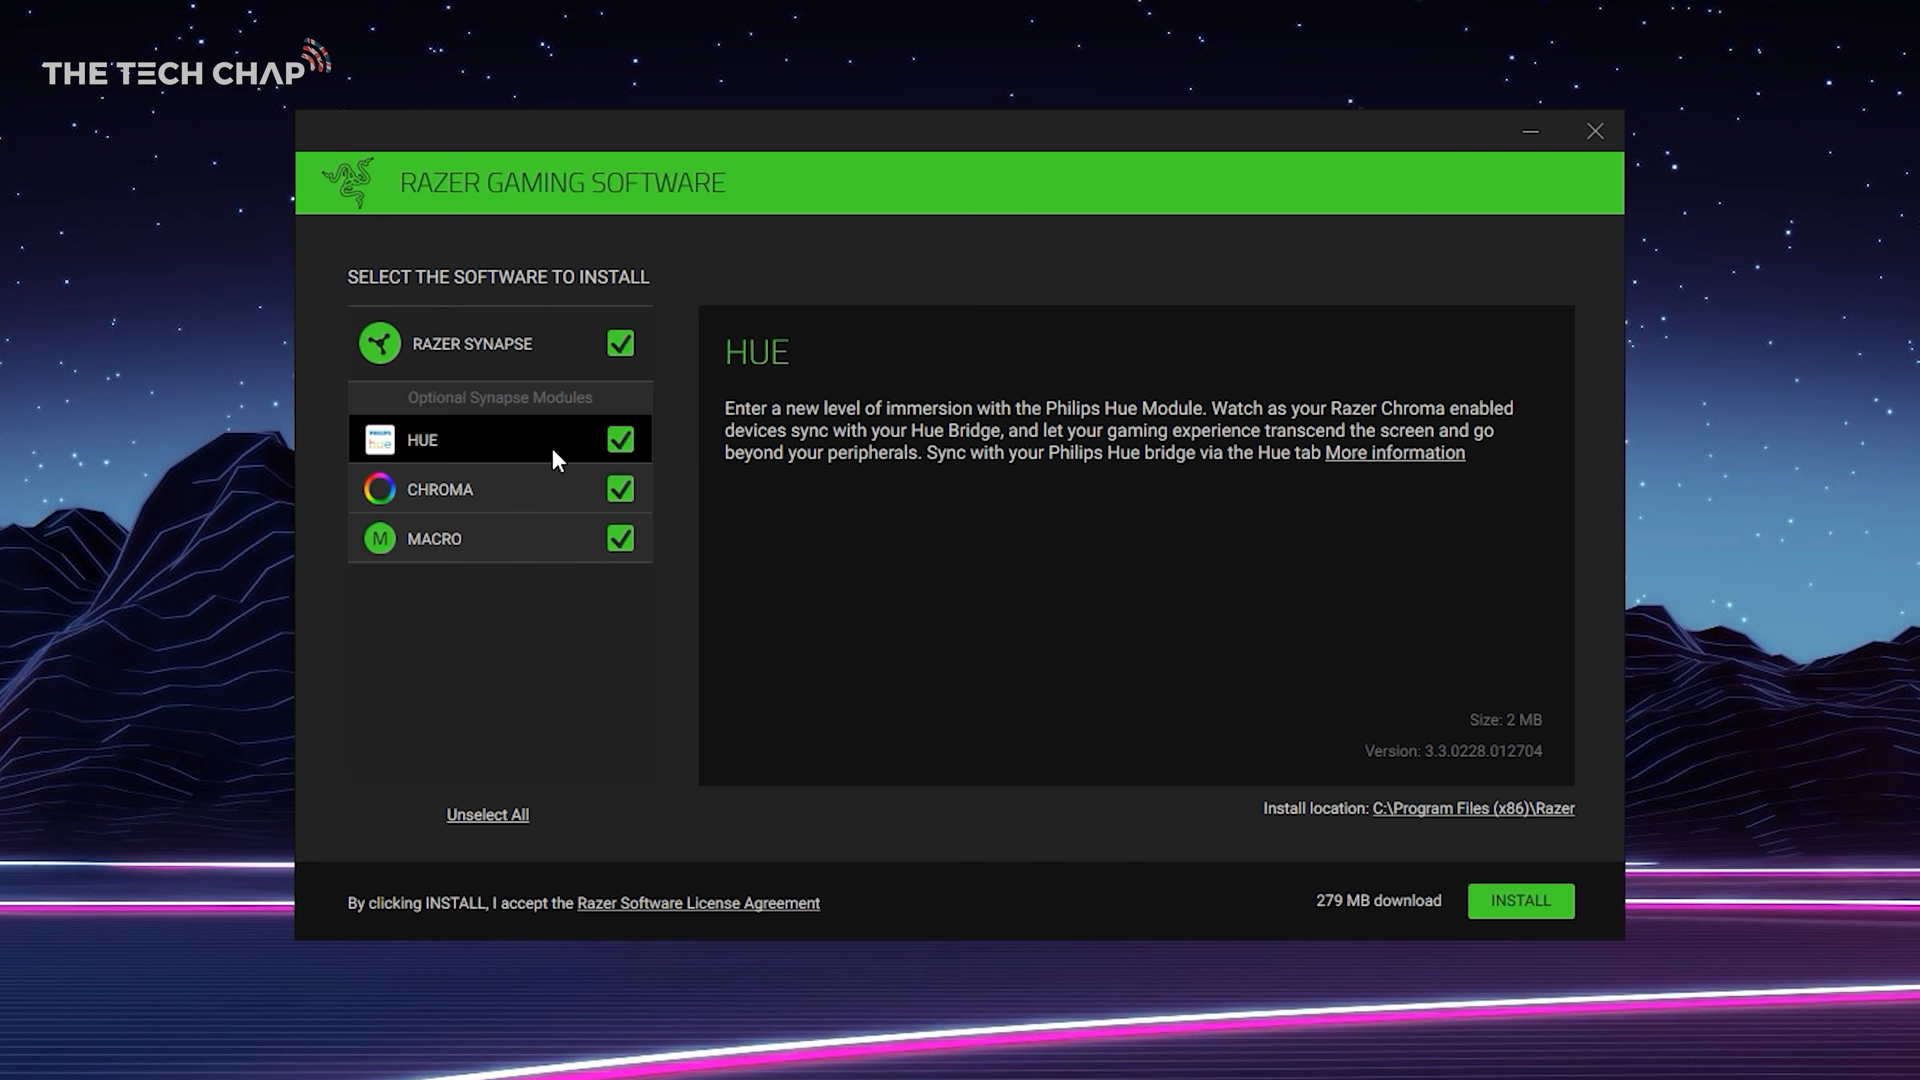 THE TECH CHAP
RAZER GAMING SOFTWARE
SELECT THE SOFTWARE TO INSTALL
RAZER SYNAPSE
Optional Synapse Modules
PHILIPS
hue
HUE
CHROMA
M
MACRO
Unselect All
HUE
Enter a new level of immersion with the Philips Hue Module. Watch as your Razer Chroma enabled
devices sync with your Hue Bridge, and let your gaming experience transcend the screen and go
beyond your peripherals. Sync with your Philips Hue bridge via the Hue tab More information
Size: 2 MB
Version: 3.3.0228.012704
Install location: C:\Program Files (x86)\Razer
By clicking INSTALL, I accept the Razer Software License Agreement
279 MB download
INSTALL